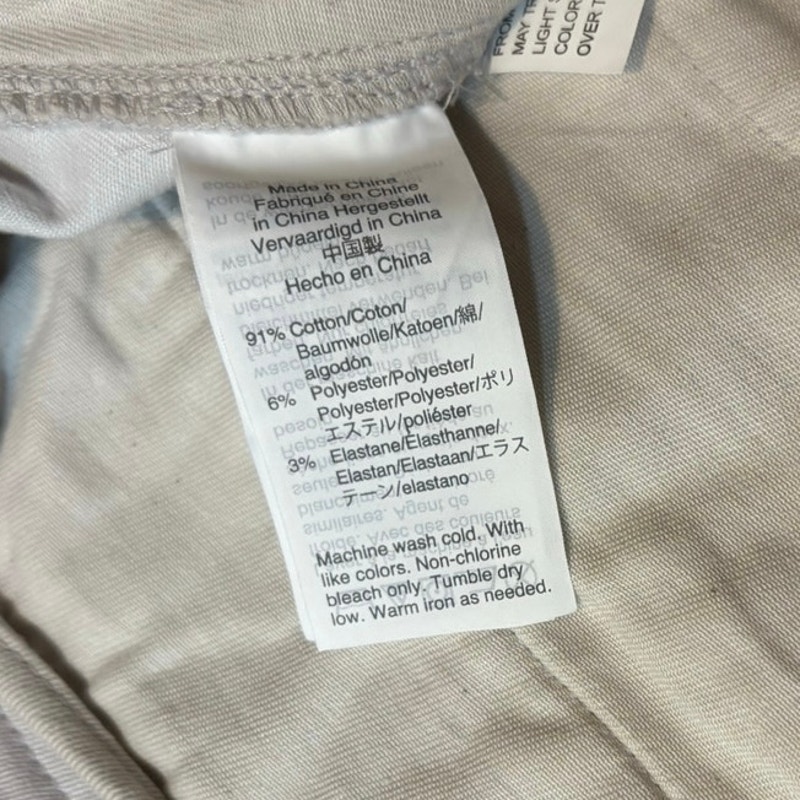 FROM
MAY TR
LIGHT S
COLOR
OVER T
Made in China
Fabriqué en Chine
in China Hergestellt
Vervaardigd in China
中国製
Hecho en China
91% Cotton/Coton/
Baumwolle/Katoen/綿/
algodón
6% Polyester/Polyester/
Polyester/Polyester/ポリ
エステル/poliéster
3% Elastane/Élasthanne/
Elastan/Elastaan/エラス
テーン/elastano
Machine wash cold. With
like colors. Non-chlorine
bleach only. Tumble dry
low. Warm iron as needed.